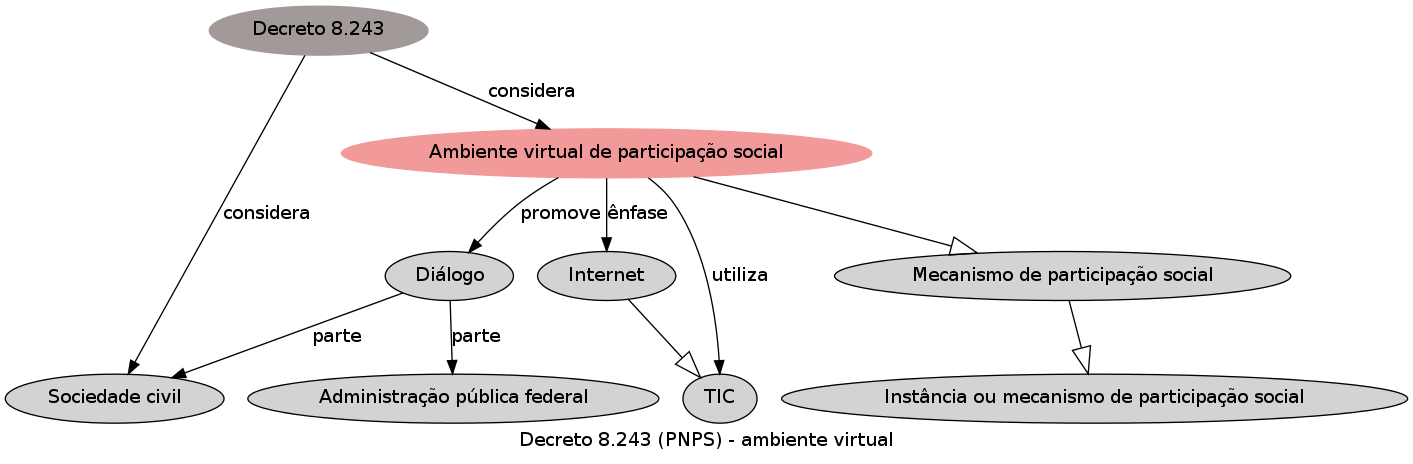 Decreto 8.243
considera
Ambiente virtual de participação social
considera
promove
ênfase
Diálogo
Internet
utiliza
Mecanismo de participação social
parte
parte
Sociedade civil
Administração pública federal
TIC
Instância ou mecanismo de participação social
Decreto 8.243 (PNPS) - ambiente virtual